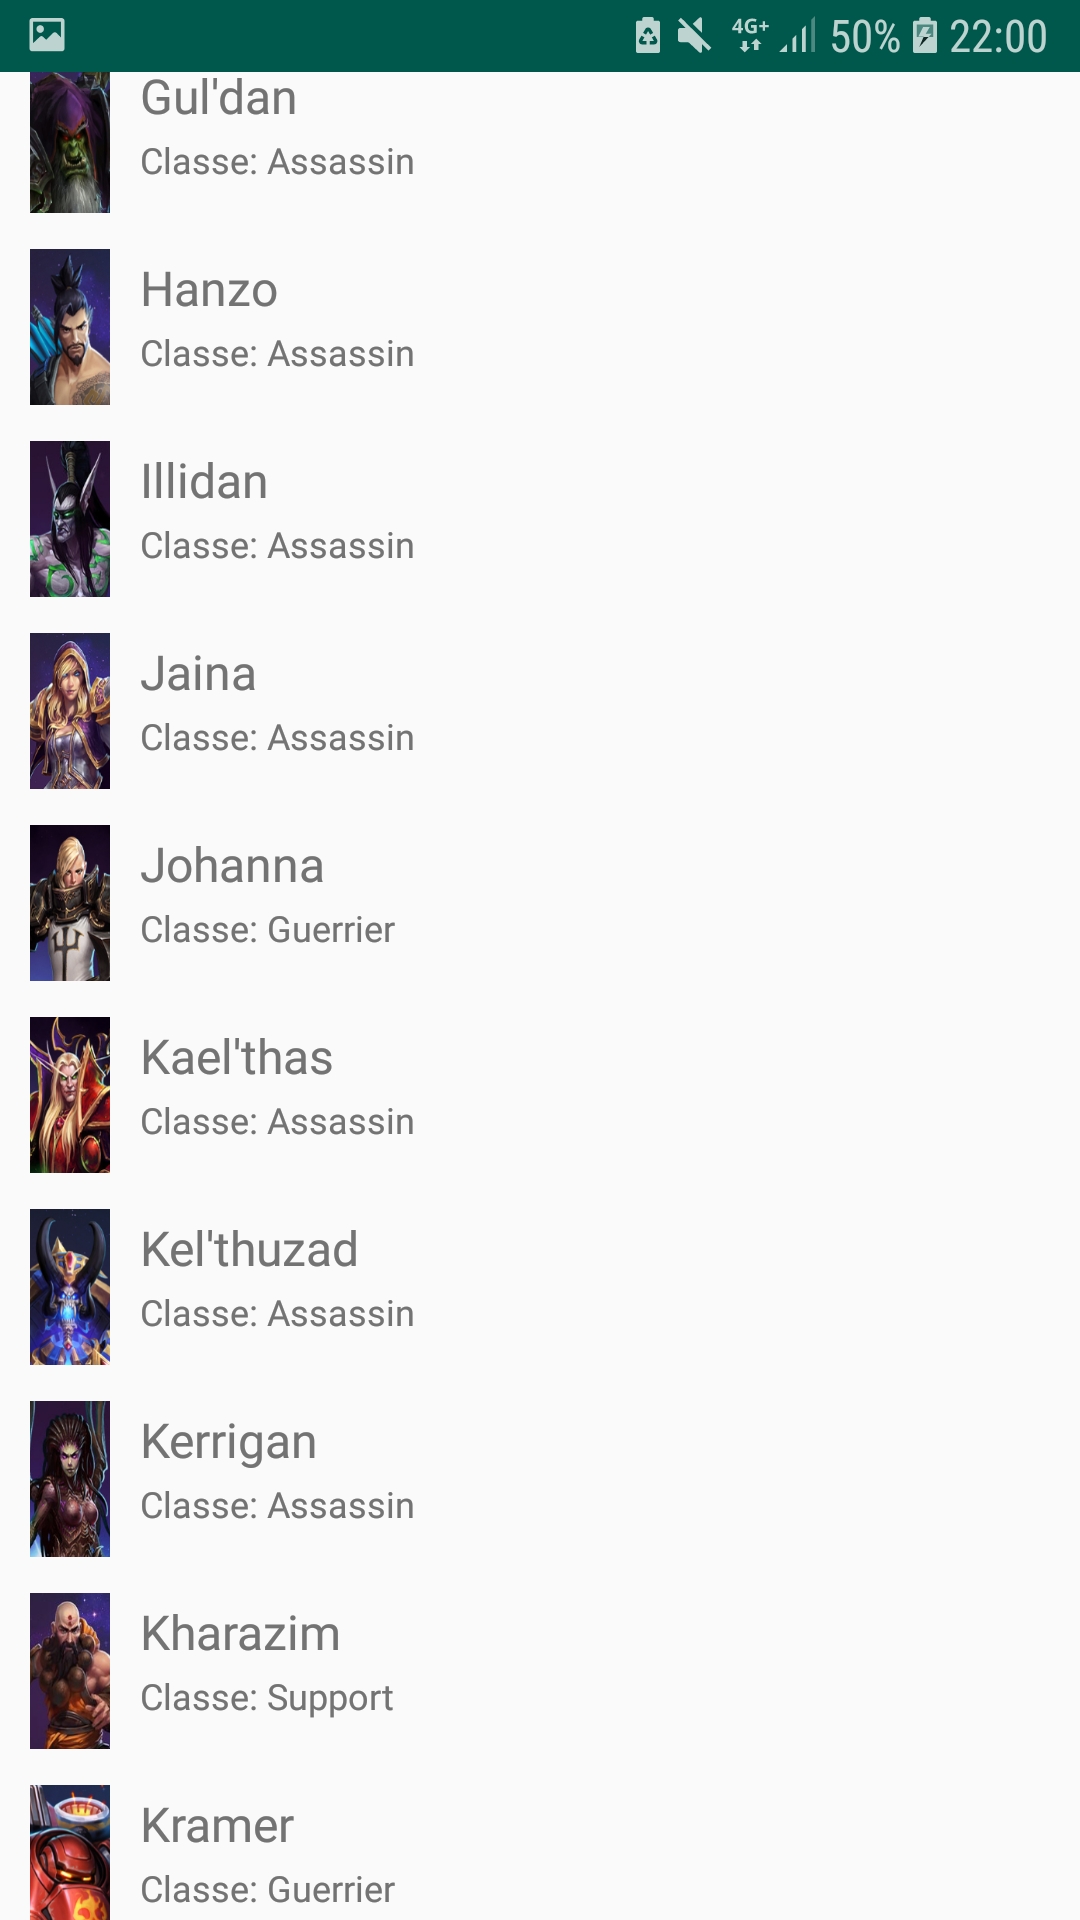 4G+ 50% 22:00
Gul'dan
Classe: Assassin
Hanzo
Classe: Assassin
Illidan
Classe: Assassin
Jaina
Classe: Assassin
Johanna
Classe: Guerrier
Kael'thas
Classe: Assassin
Kel'thuzad
Classe: Assassin
Kerrigan
Classe: Assassin
Kharazim
Classe: Support
Kramer
Classe: Guerrier